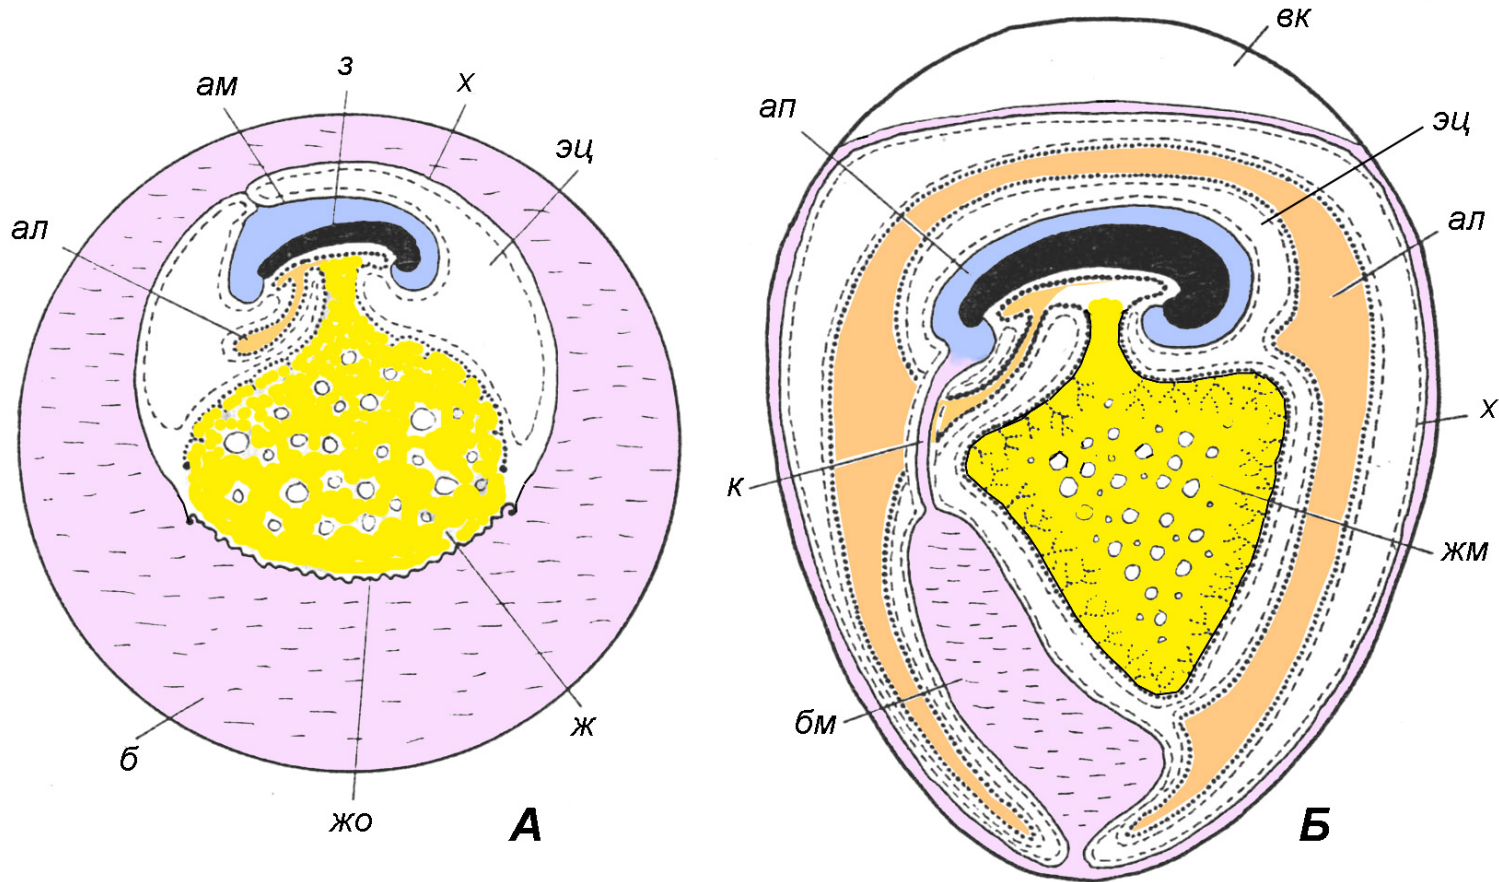 ам
з
х
эц
ал
б
жо
ж
А
вк
ап
эц
ал
х
к
жм
бм
Б